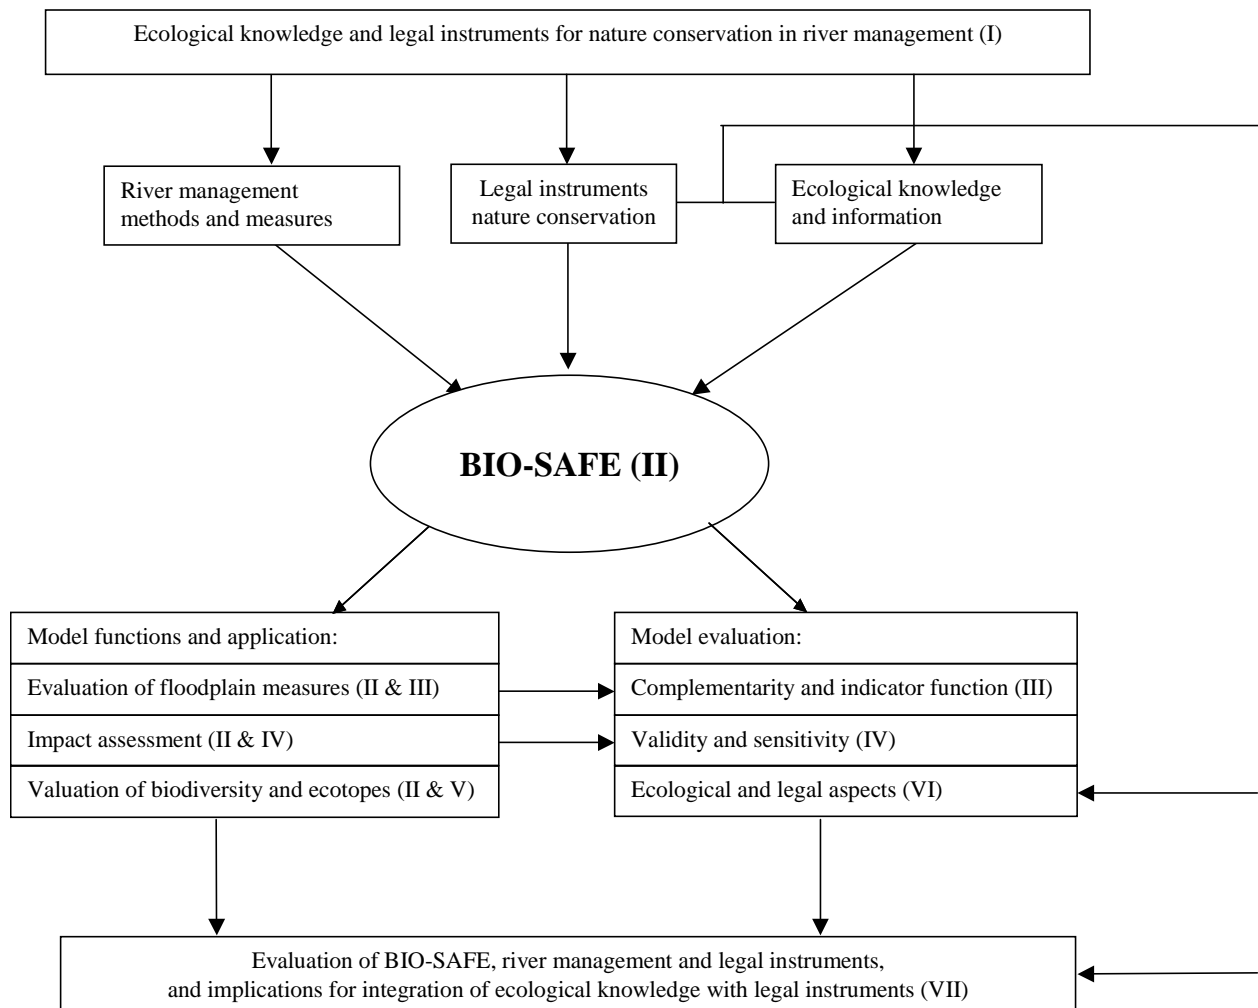 Ecological knowledge and legal instruments for nature conservation in river management (I)
River management
methods and measures
Legal instruments
nature conservation
Ecological knowledge
and information
BIO-SAFE (II)
Model functions and application:
Evaluation of floodplain measures (II & III)
Impact assessment (II & IV)
Valuation of biodiversity and ecotopes (II & V)
Model evaluation:
Complementarity and indicator function (III)
Validity and sensitivity (IV)
Ecological and legal aspects (VI)
Evaluation of BIO-SAFE, river management and legal instruments,
and implications for integration of ecological knowledge with legal instruments (VII)